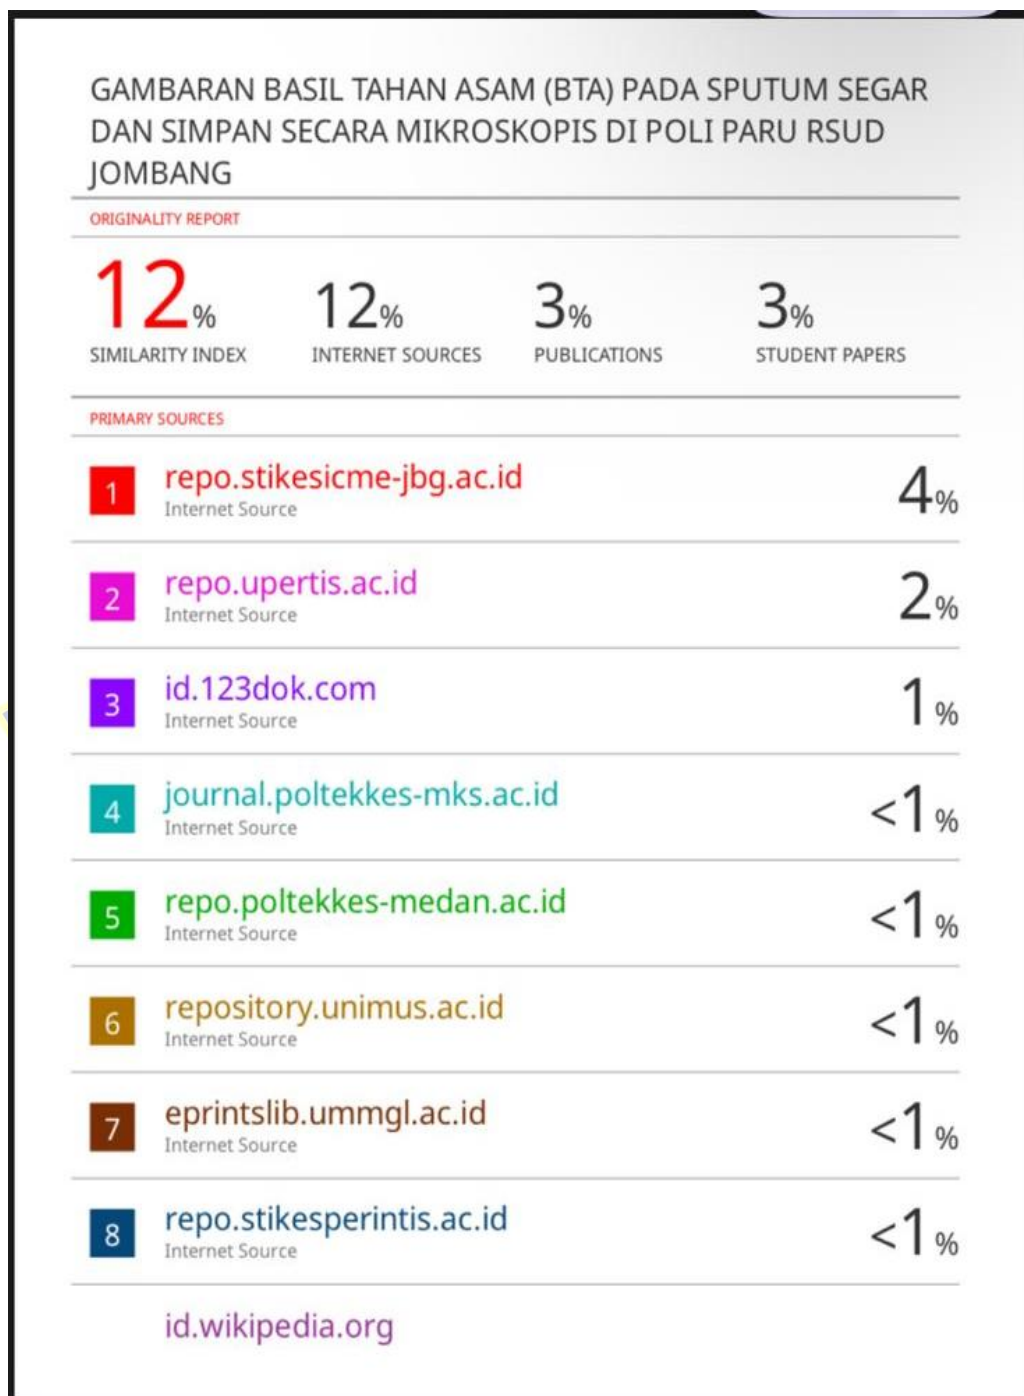 GAMBARAN BASIL TAHAN ASAM (BTA) PADA SPUTUM SEGAR
DAN SIMPAN SECARA MIKROSKOPIS DI POLI PARU RSUD
JOMBANG
ORIGINALITY REPORT
12% 12% 3% 3%
SIMILARITY INDEX INTERNET SOURCES PUBLICATIONS STUDENT PAPERS
PRIMARY SOURCES
1 repo.stikesicme-jbg.ac.id 4%
Internet Source
2 repo.upertis.ac.id 2%
Internet Source
3 id.123dok.com 1%
Internet Source
4 journal.poltekkes-mks.ac.id <1%
Internet Source
5 repo.poltekkes-medan.ac.id <1%
Internet Source
6 repository.unimus.ac.id <1%
Internet Source
7 eprintslib.ummgl.ac.id <1%
Internet Source
8 repo.stikesperintis.ac.id <1%
Internet Source
id.wikipedia.org